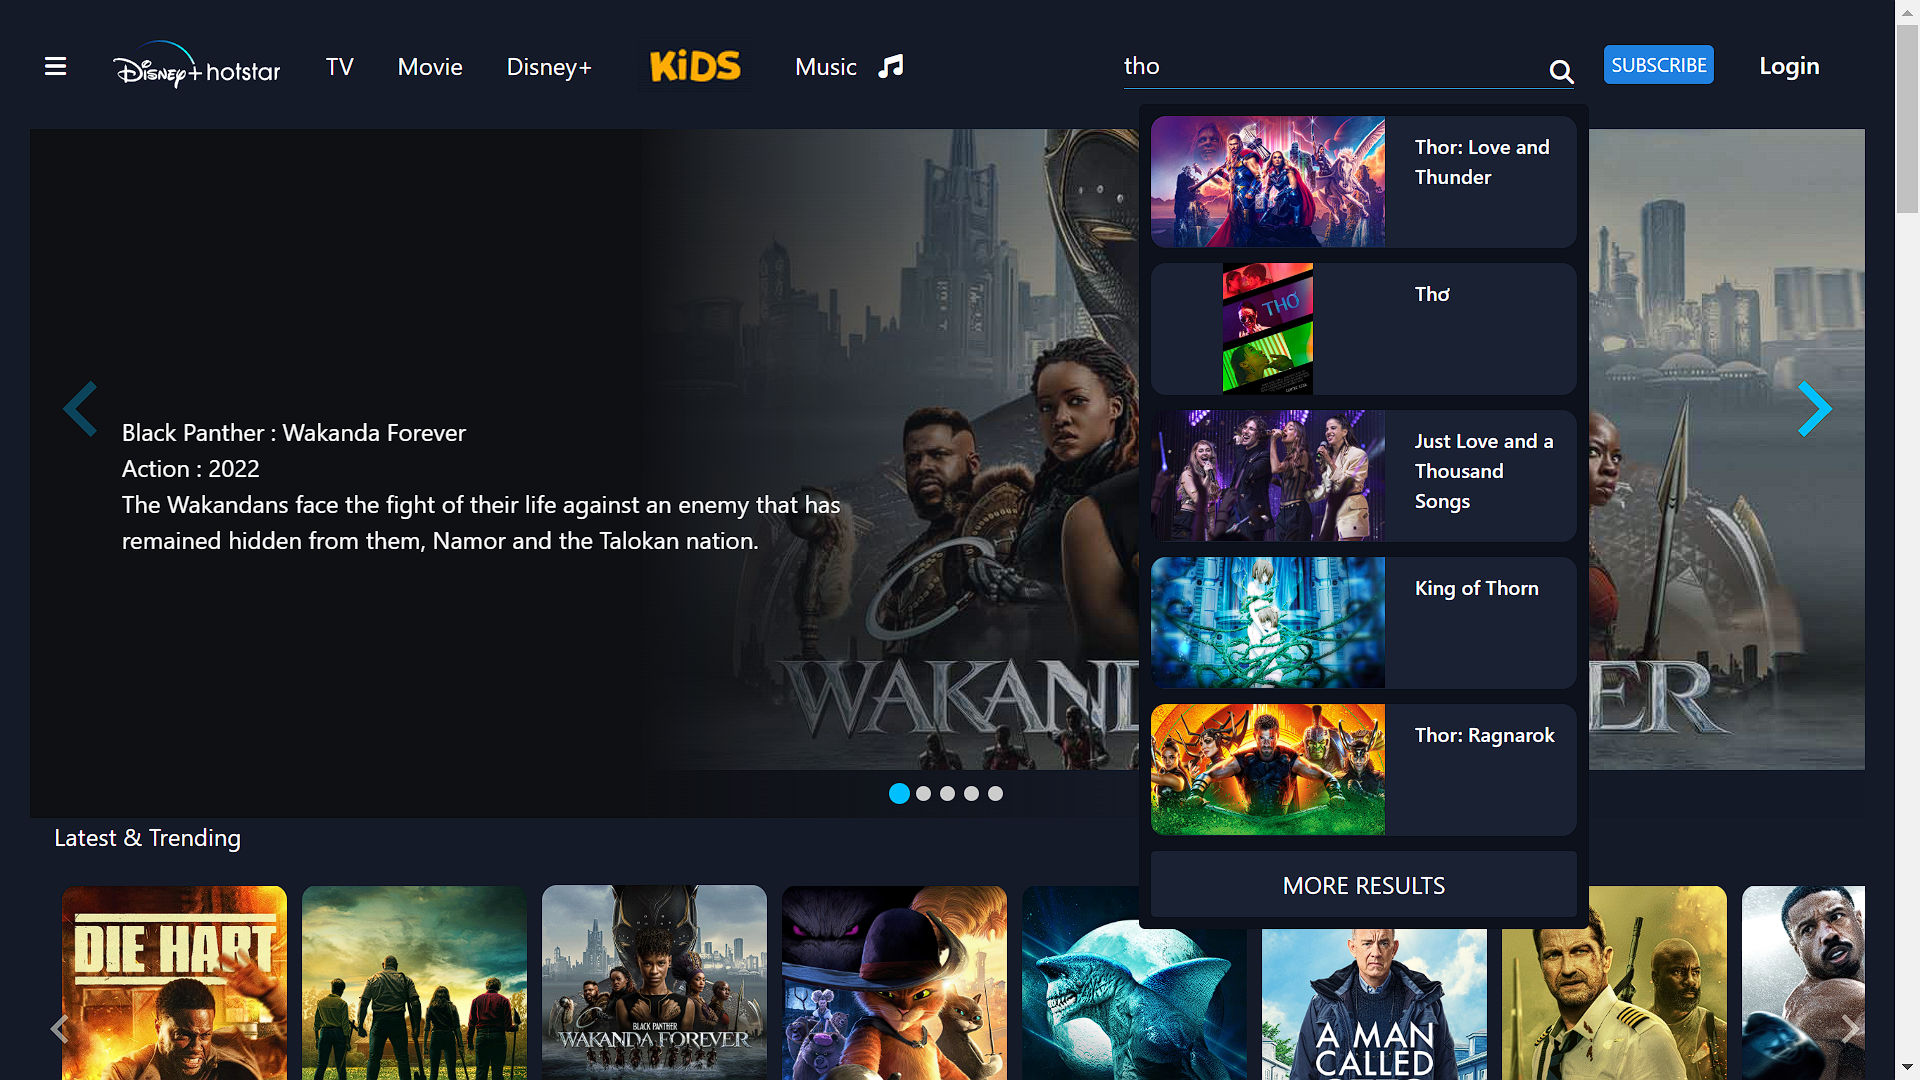 Disney+ hotstar
TV
Movie
Disney+
KiDS
Music
tho
SUBSCRIBE
Login
Thor: Love and
Thunder
THƠ
Thơ
Just Love and a
Thousand
Songs
King of Thorn
Thor: Ragnarok
MORE RESULTS
Black Panther : Wakanda Forever
Action : 2022
The Wakandans face the fight of their life against an enemy that has
remained hidden from them, Namor and the Talokan nation.
WAKAN
ER
Latest & Trending
DIE HART
BLACK PANTHER
WAKANDA FOREVER
A MAN
CALLED